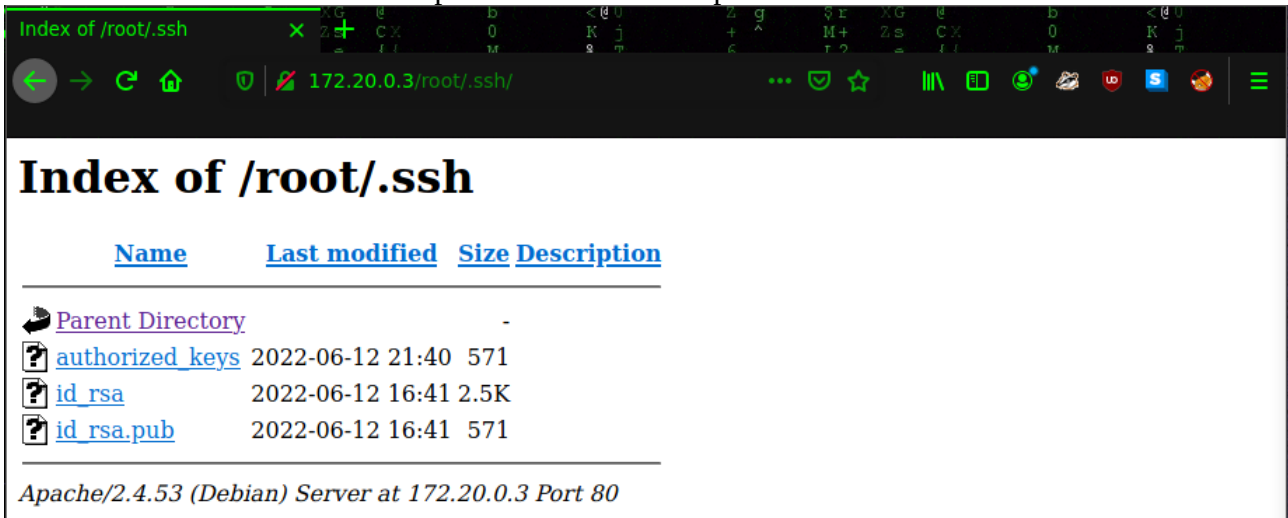 Index of /root/.ssh
172.20.0.3/root/.ssh/
Index of /root/.ssh
Name Last modified Size Description
Parent Directory -
authorized_keys 2022-06-12 21:40 571
id_rsa 2022-06-12 16:41 2.5K
id_rsa.pub 2022-06-12 16:41 571
Apache/2.4.53 (Debian) Server at 172.20.0.3 Port 80